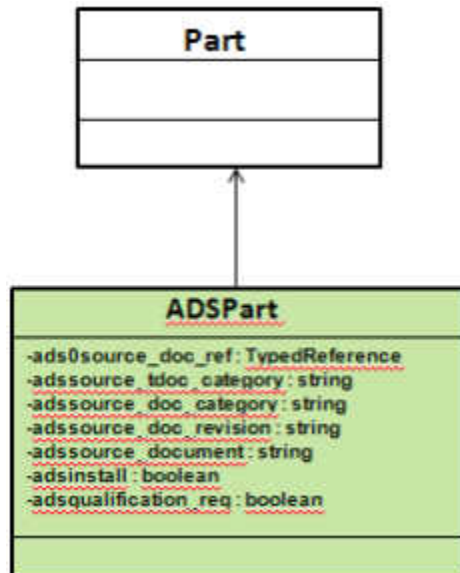 Part
ADSPart
-ads0source_doc_ref : TypedReference
-adssource_tdoc_category : string
-adssource_doc_category : string
-adssource_doc_revision : string
-adssource_document : string
-adsinstall : boolean
-adsqualification_req : boolean